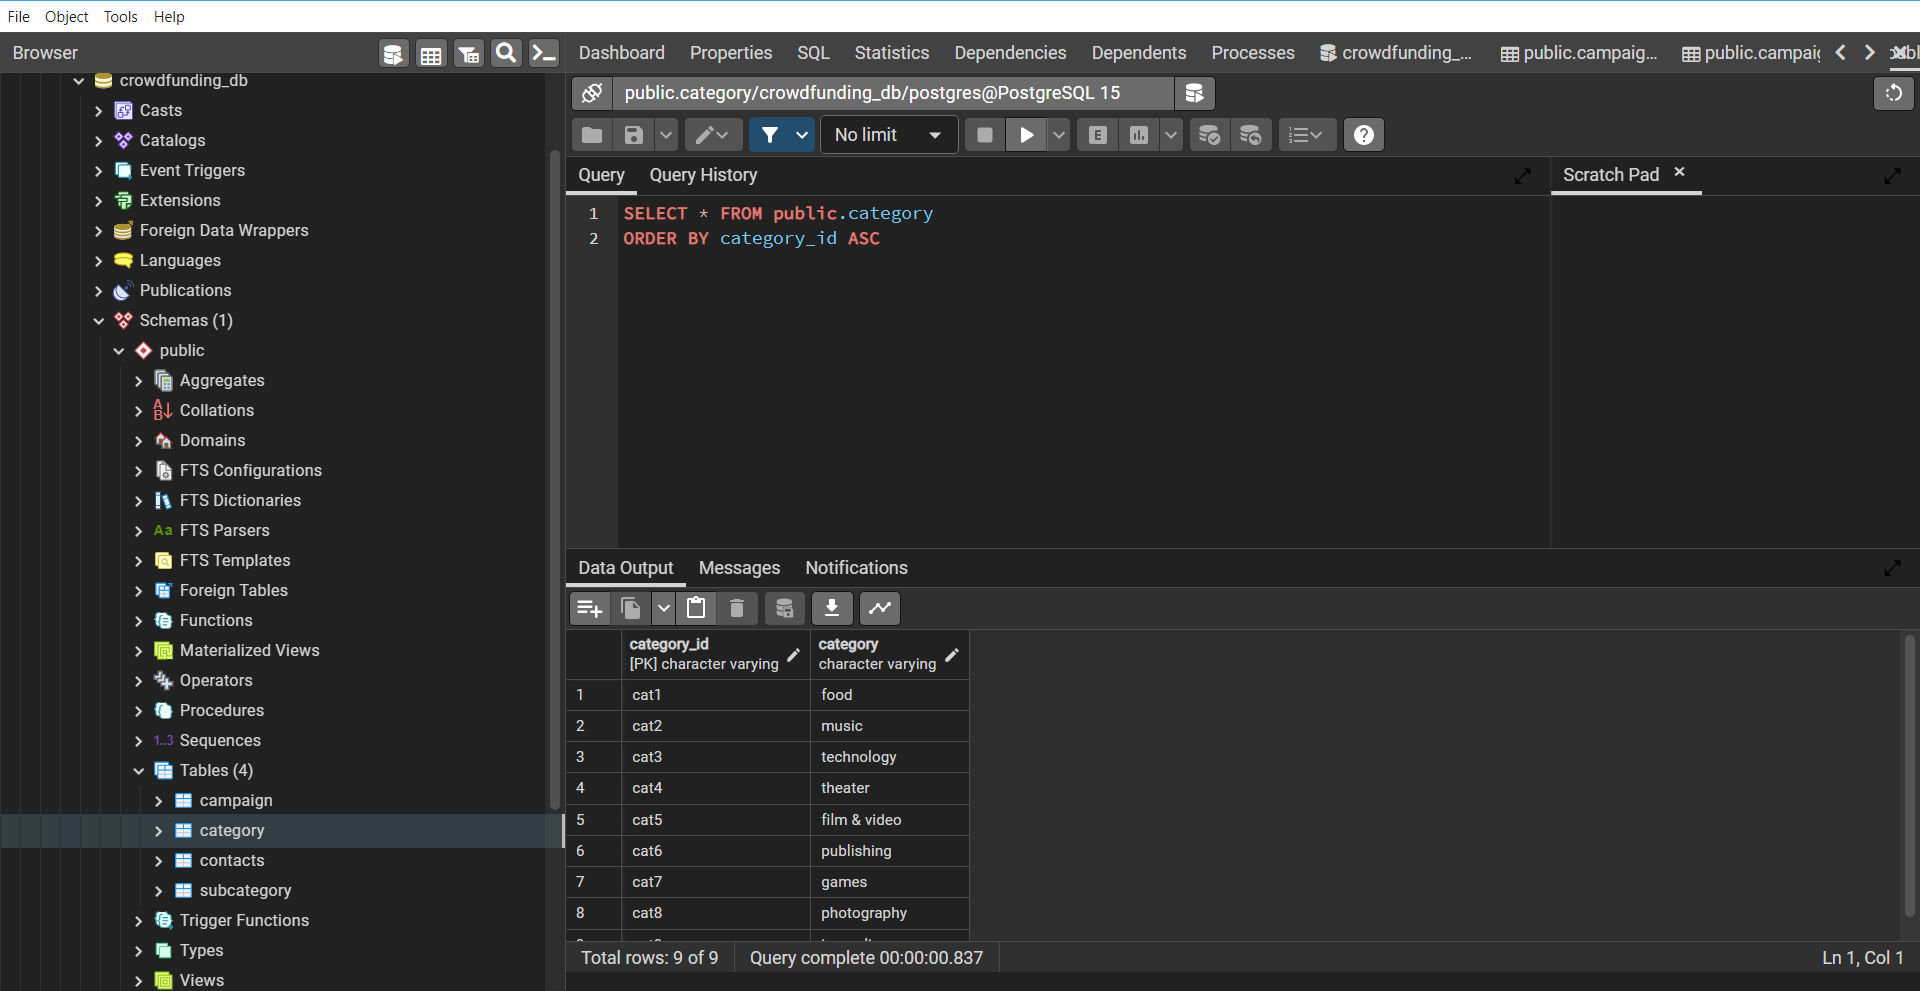 File Object Tools Help
Browser
Dashboard Properties SQL Statistics Dependencies Dependents Processes crowdfunding_... public.campaig... public.campaig
crowdfunding_db
Casts
Catalogs
Event Triggers
Extensions
Foreign Data Wrappers
Languages
Publications
Schemas (1)
public
Aggregates
Collations
Domains
FTS Configurations
FTS Dictionaries
Aa FTS Parsers
FTS Templates
Foreign Tables
Functions
Materialized Views
Operators
Procedures
1..3 Sequences
Tables (4)
campaign
category
contacts
subcategory
Trigger Functions
Types
Views
public.category/crowdfunding_db/postgres@PostgreSQL 15
No limit
E
Query Query History
Scratch Pad
1 SELECT * FROM public.category
2 ORDER BY category_id ASC
Data Output Messages Notifications
category_id category
[PK] character varying character varying
1 cat1 food
2 cat2 music
3 cat3 technology
4 cat4 theater
5 cat5 film & video
6 cat6 publishing
7 cat7 games
8 cat8 photography
Total rows: 9 of 9 Query complete 00:00:00.837 Ln 1, Col 1